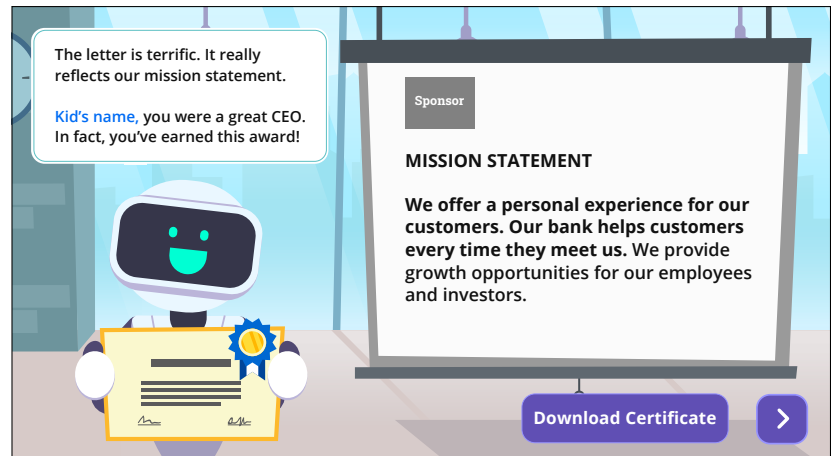 The letter is terrific. It really
reflects our mission statement.
Kid's name, you were a great CEO.
In fact, you've earned this award!
Sponsor
MISSION STATEMENT
We offer a personal experience for our
customers. Our bank helps customers
every time they meet us. We provide
growth opportunities for our employees
and investors.
Download Certificate